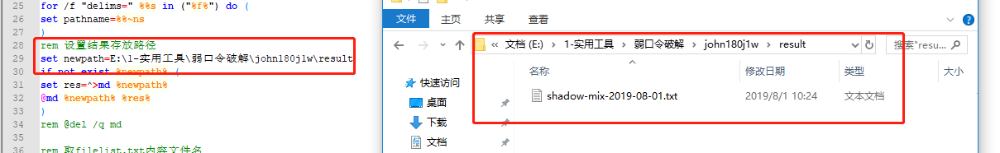 25 for /f "delims=" %%s in ("%f%") do (
26 set pathname=%%~ns
27 )
28 rem 设置结果存放路径
29 set newpath=E:\1-实用工具\弱口令破解\john180j1w\result
30 if not exist %newpath% (
31 set res=^>md %newpath%
32 @md %newpath% %res%
33 )
34 rem @del /q md
35
36 rem 取filelist.txt内容文件名
文件 主页 共享 查看
« 文档 (E:) › 1-实用工具 › 弱口令破解 › john180j1w › result
搜索"resu...
名称 修改日期 类型 大小
快速访问
shadow-mix-2019-08-01.txt 2019/8/1 10:24 文本文档
桌面
下载
文档